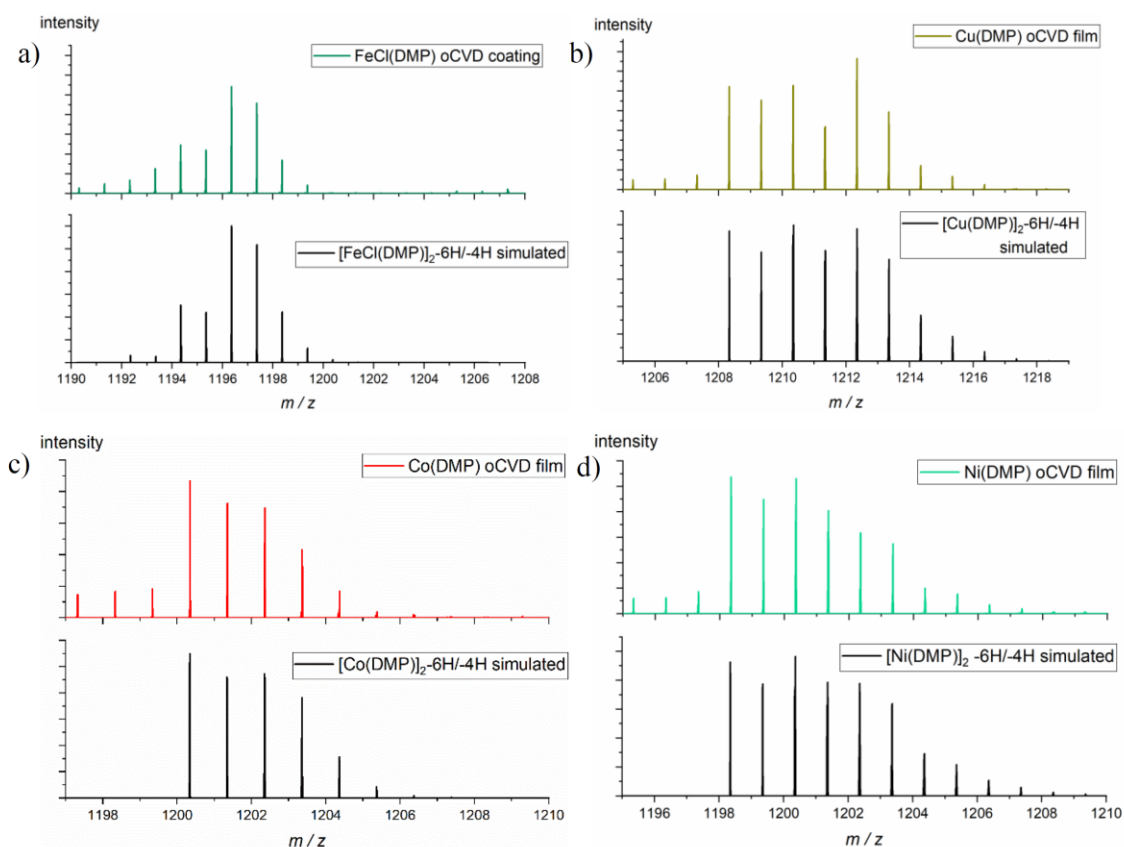 a)
intensity
FeCl(DMP) oCVD coating
[FeCl(DMP)]₂-6H/-4H simulated
1190 1192 1194 1196 1198 1200 1202 1204 1206 1208
m / z
b)
intensity
Cu(DMP) oCVD film
[Cu(DMP)]₂-6H/-4H
simulated
1206 1208 1210 1212 1214 1216 1218
m / z
c)
intensity
Co(DMP) oCVD film
[Co(DMP)]₂-6H/-4H simulated
1198 1200 1202 1204 1206 1208 1210
m / z
d)
intensity
Ni(DMP) oCVD film
[Ni(DMP)]₂ -6H/-4H simulated
1196 1198 1200 1202 1204 1206 1208 1210
m / z